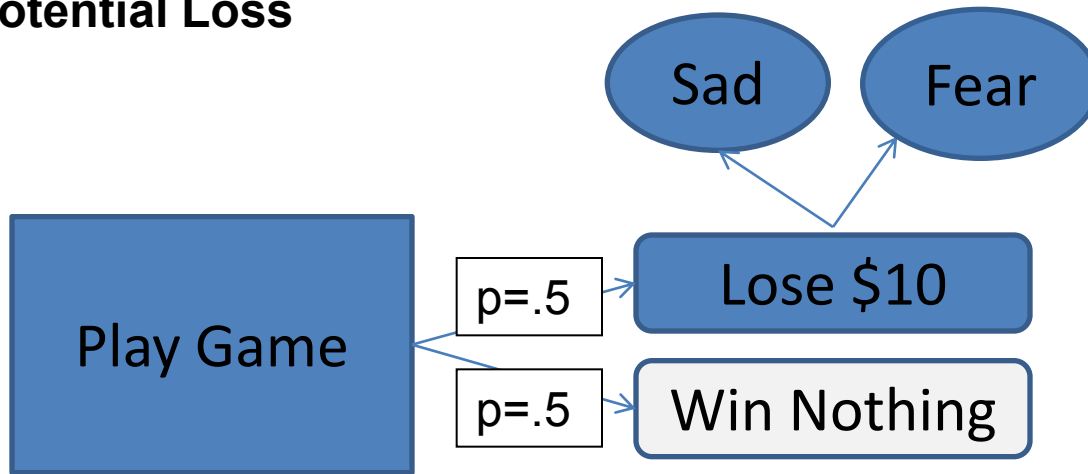 otential Loss
Sad
Fear
Lose $10
p=.5
Play Game
p=.5
Win Nothing